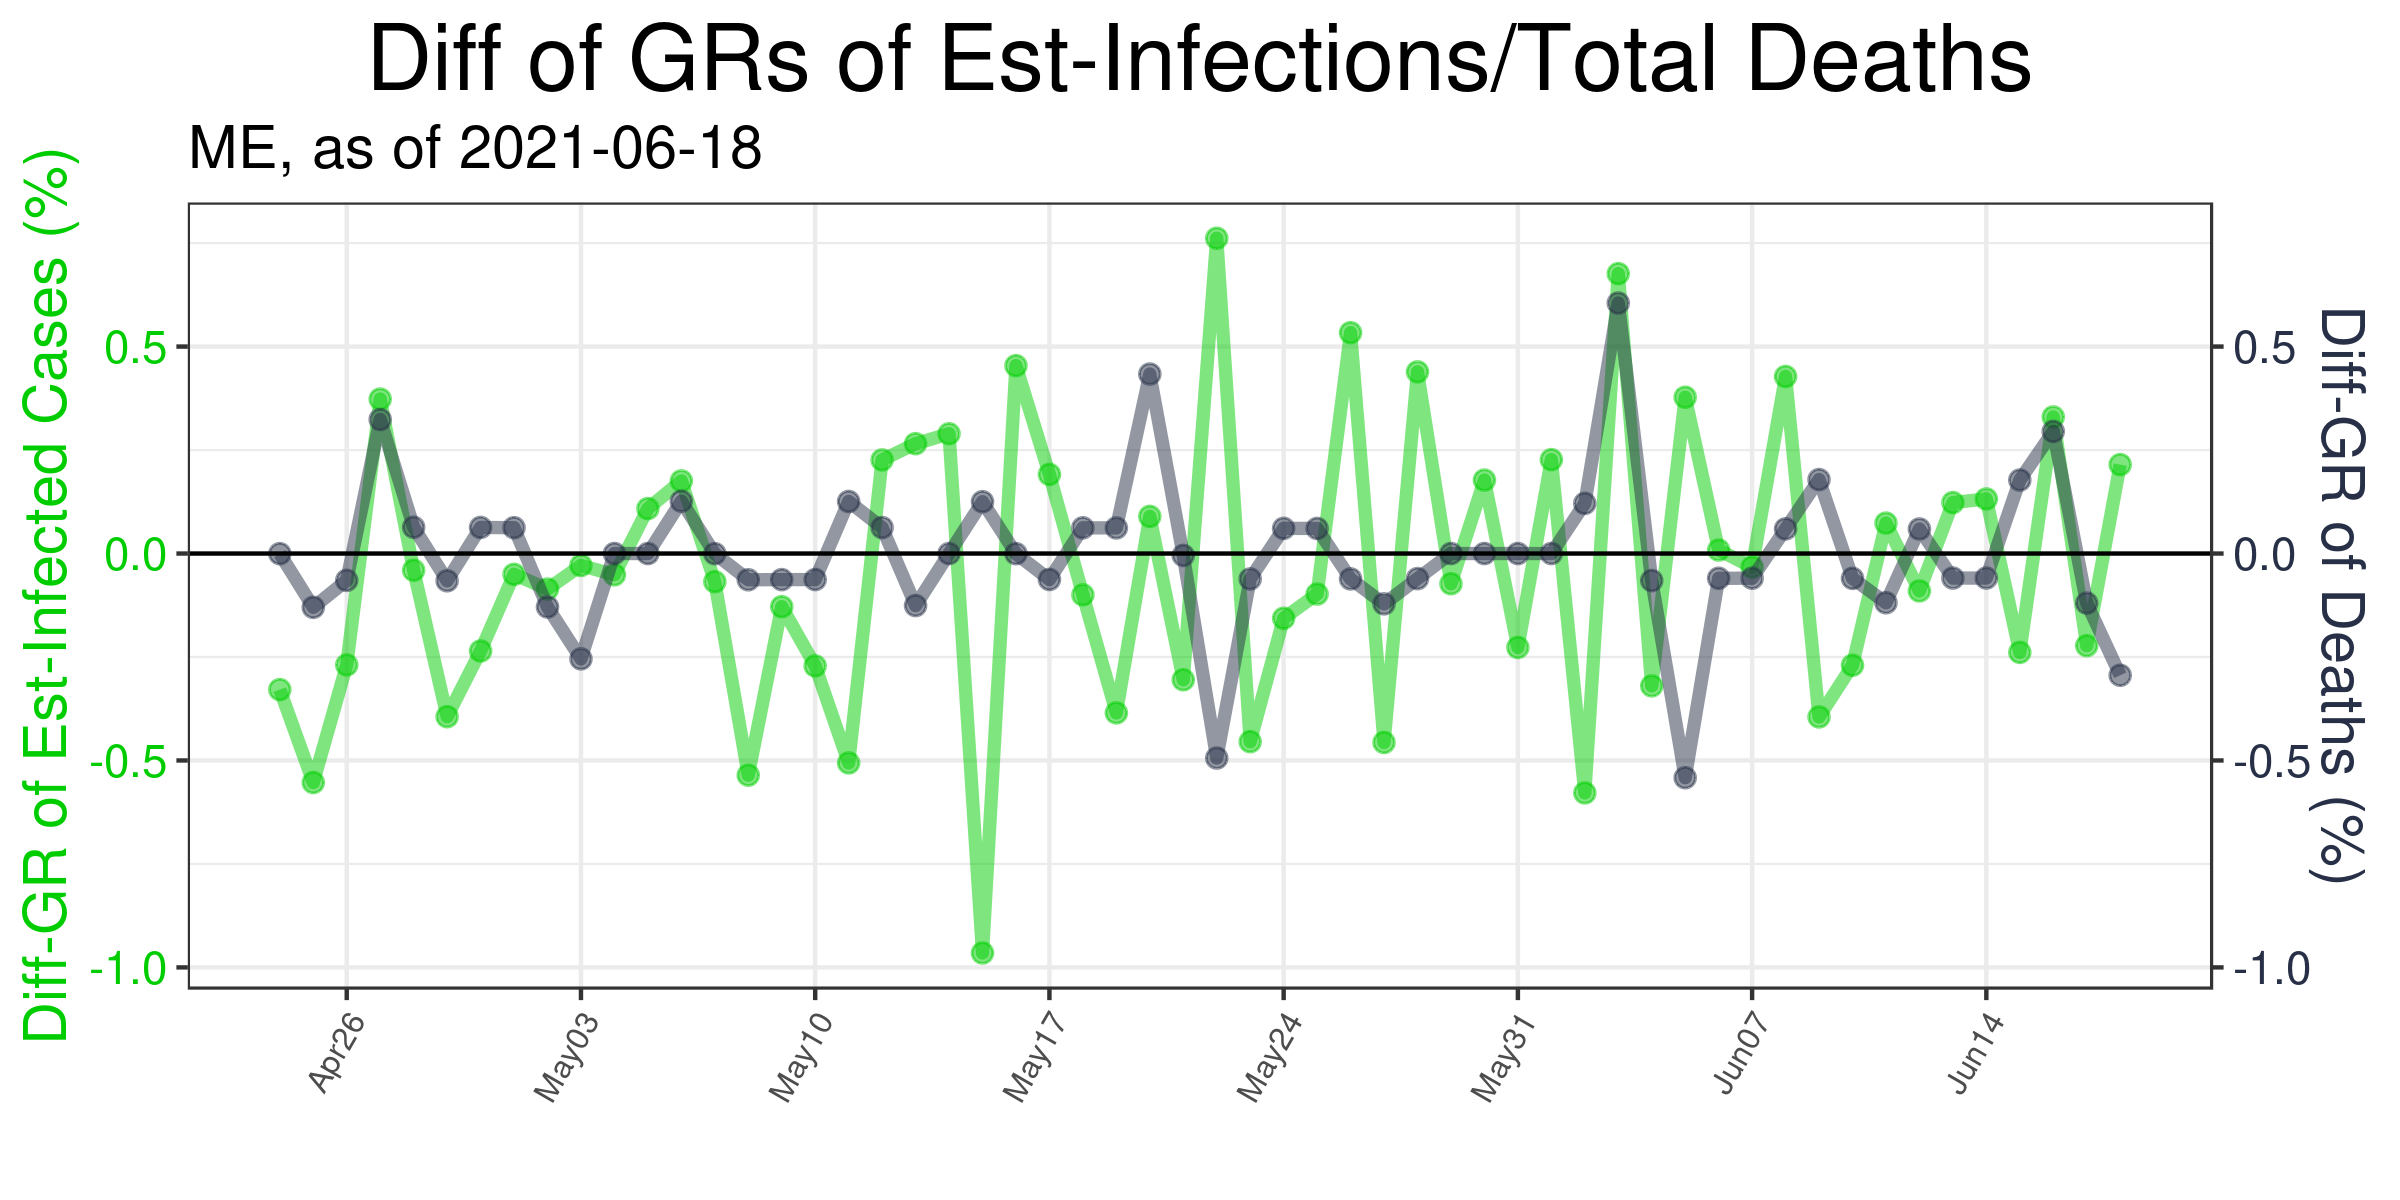 Diff of GRs of Est-Infections/Total Deaths
ME, as of 2021-06-18
Diff-GR of Est-Infected Cases (%)
0.5
0.0
-0.5
-1.0
0.5
0.0
-0.5
-1.0
Diff-GR of Deaths (%)
Apr26
May03
May10
May17
May24
May31
Jun07
Jun14